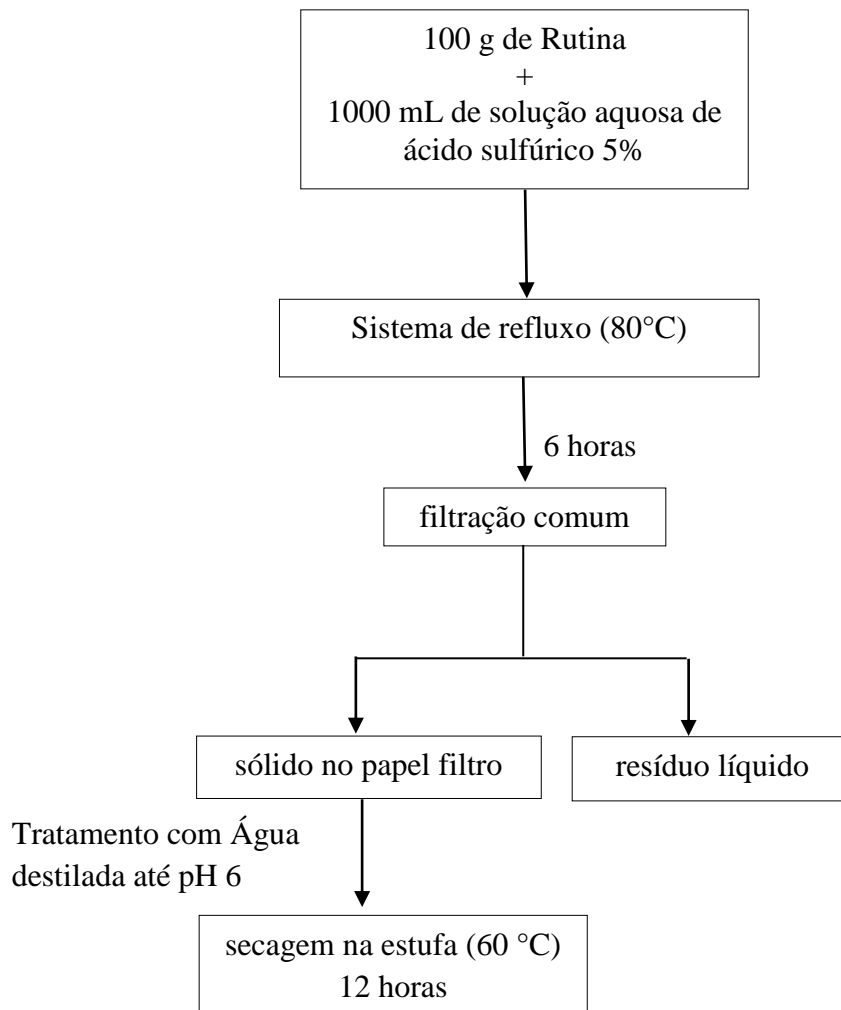 100 g de Rutina
+
1000 mL de solução aquosa de
ácido sulfúrico 5%
Sistema de refluxo (80°C)
6 horas
filtração comum
sólido no papel filtro
resíduo líquido
Tratamento com Água
destilada até pH 6
secagem na estufa (60 °C)
12 horas